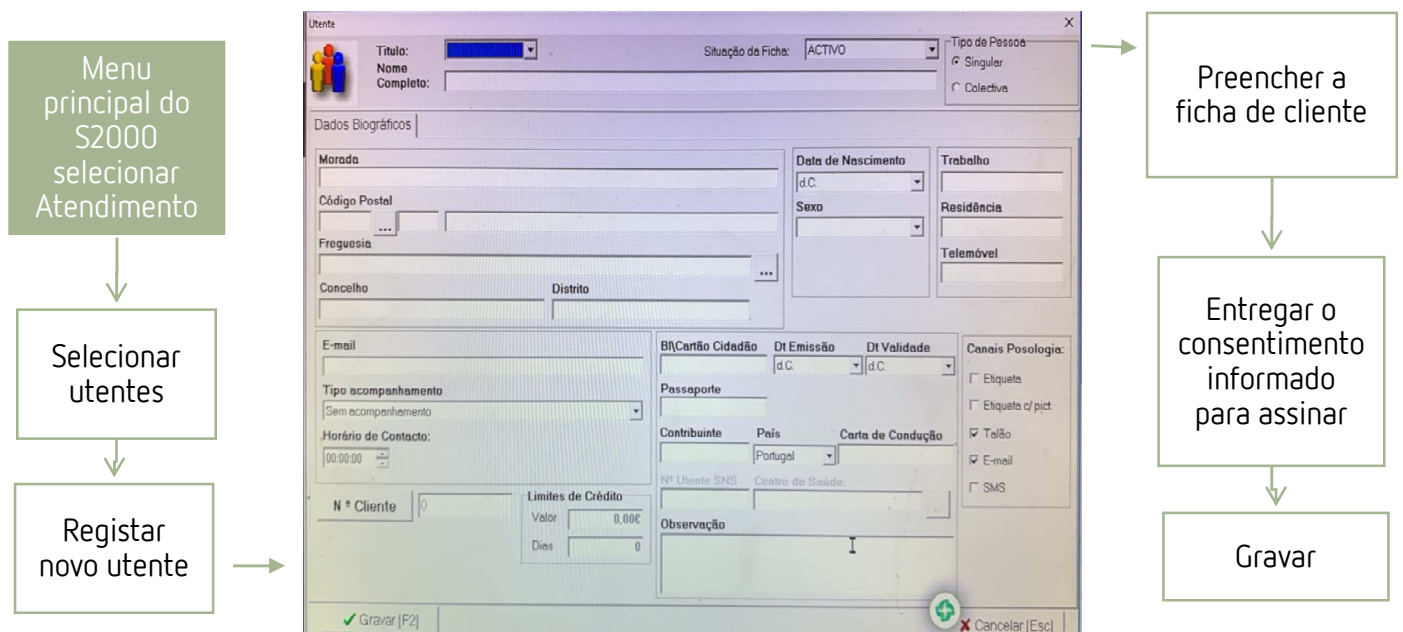 Menu
principal do
S2000
selecionar
Atendimento
Selecionar
utentes
Registar
novo utente
Utente
X
Titulo:
Situação da Ficha: ACTIVO
Tipo de Pessoa
Singular
Colectiva
Nome
Completo:
Dados Biográficos
Morada
Código Postal
...
Freguesia
...
Concelho
Distrito
Data de Nascimento
d.C.
Sexo
Trabalho
Residência
Telemóvel
E-mail
Tipo acompanhamento
Sem acompanhamento
Horário de Contacto:
00:00:00
N º Cliente 0
Limites de Crédito
Valor 0,00€
Dias 0
BI\Cartão Cidadão Dt Emissão Dt Validade
d.C. d.C.
Passaporte
Contribuinte País Carta de Condução
Portugal
Nº Utente SNS Centro de Saúde:
Observação
Canais Posologia:
Etiqueta
Etiqueta c/ pict.
Talão
E-mail
SMS
Gravar [F2]
Cancelar [Esc]
Preencher a
ficha de cliente
Entregar o
consentimento
informado
para assinar
Gravar